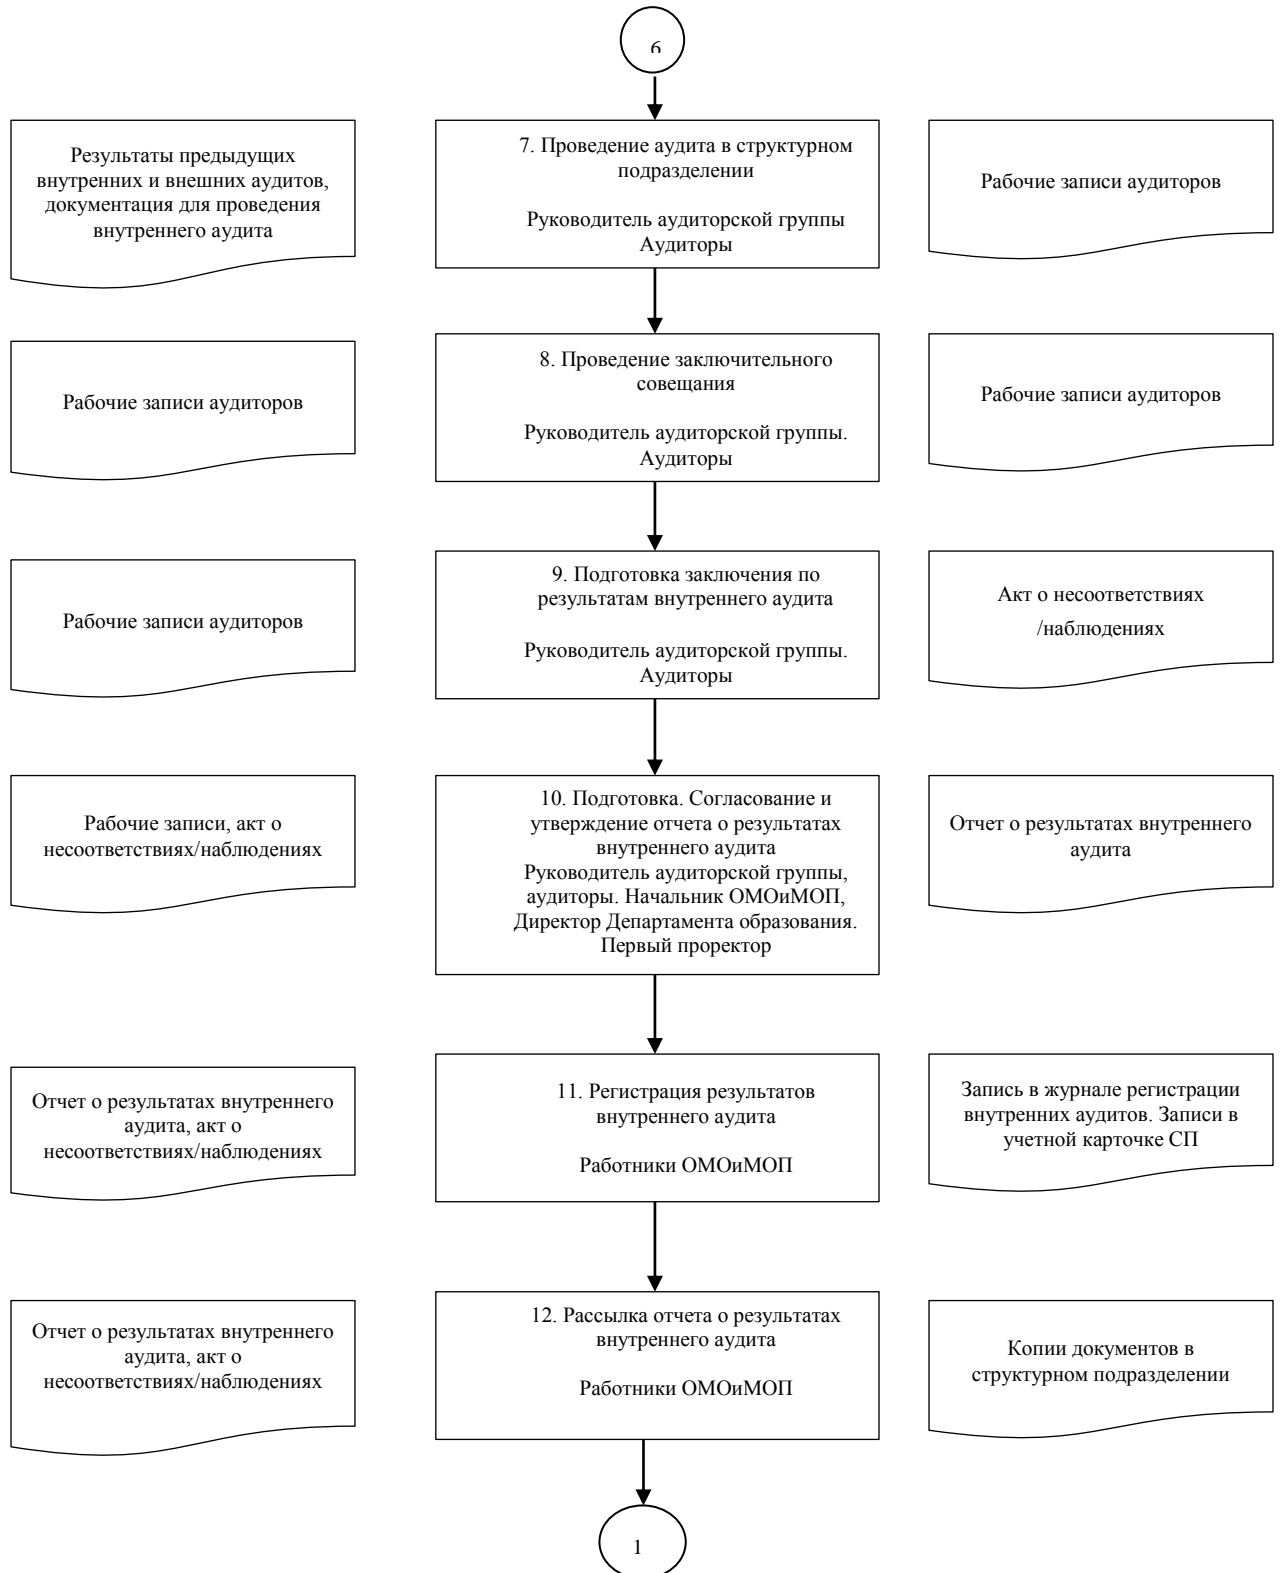 6
Результаты предыдущих
внутренних и внешних аудитов,
документация для проведения
внутреннего аудита
7. Проведение аудита в структурном
подразделении
Руководитель аудиторской группы
Аудиторы
Рабочие записи аудиторов
Рабочие записи аудиторов
8. Проведение заключительного
совещания
Руководитель аудиторской группы.
Аудиторы
Рабочие записи аудиторов
Рабочие записи аудиторов
9. Подготовка заключения по
результатам внутреннего аудита
Руководитель аудиторской группы.
Аудиторы
Акт о несоответствиях
/наблюдениях
Рабочие записи, акт о
несоответствиях/наблюдениях
10. Подготовка. Согласование и
утверждение отчета о результатах
внутреннего аудита
Руководитель аудиторской группы,
аудиторы. Начальник ОМОиМОП,
Директор Департамента образования.
Первый проректор
Отчет о результатах внутреннего
аудита
Отчет о результатах внутреннего
аудита, акт о
несоответствиях/наблюдениях
11. Регистрация результатов
внутреннего аудита
Работники ОМОиМОП
Запись в журнале регистрации
внутренних аудитов. Записи в
учетной карточке СП
Отчет о результатах внутреннего
аудита, акт о
несоответствиях/наблюдениях
12. Рассылка отчета о результатах
внутреннего аудита
Работники ОМОиМОП
Копии документов в
структурном подразделении
1